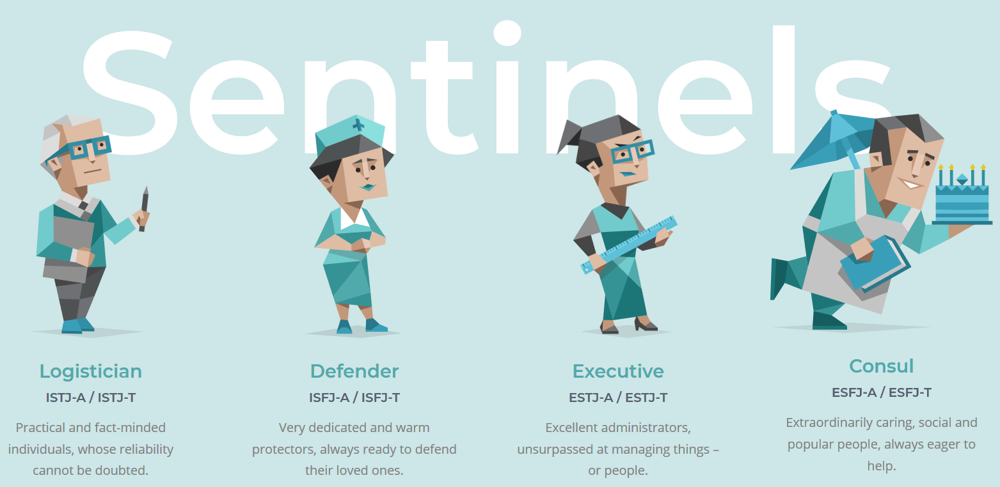 Sentinels
Logistician
ISTJ-A / ISTJ-T
Practical and fact-minded
individuals, whose reliability
cannot be doubted.
Defender
ISFJ-A / ISFJ-T
Very dedicated and warm
protectors, always ready to defend
their loved ones.
Executive
ESTJ-A / ESTJ-T
Excellent administrators,
unsurpassed at managing things –
or people.
Consul
ESFJ-A / ESFJ-T
Extraordinarily caring, social and
popular people, always eager to
help.